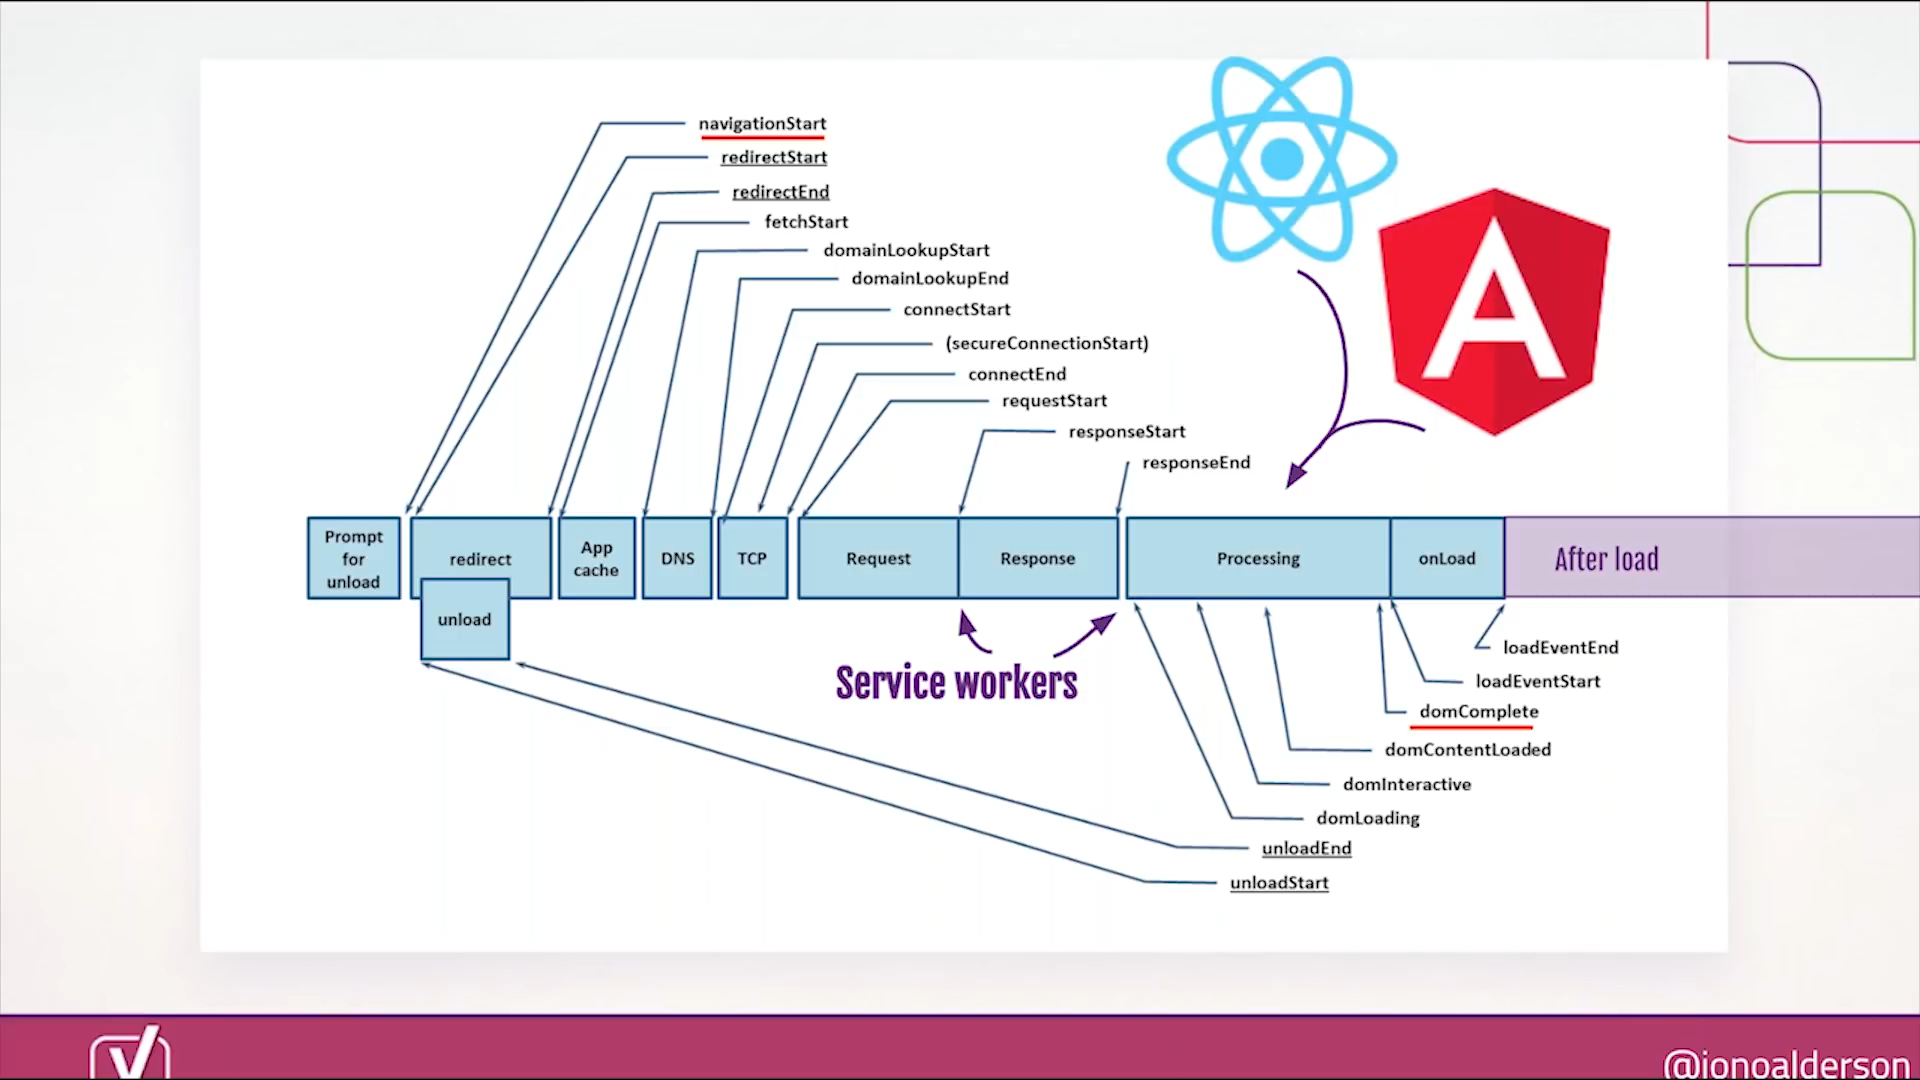 navigationStart
redirectStart
redirectEnd
fetchStart
domainLookupStart
domainLookupEnd
connectStart
(secureConnectionStart)
connectEnd
requestStart
responseStart
responseEnd
Prompt
for
unload
redirect
unload
App
cache
DNS
TCP
Request
Response
Processing
onLoad
After load
Service workers
loadEventEnd
loadEventStart
domComplete
domContentLoaded
domInteractive
domLoading
unloadEnd
unloadStart
@jonoalderson